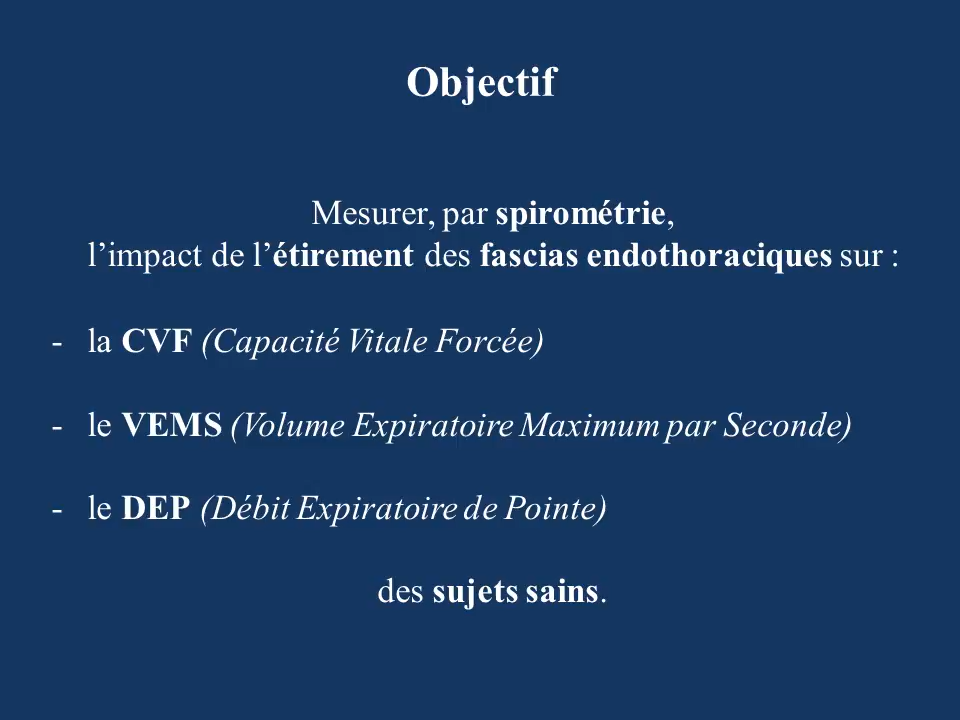 Objectif
Mesurer, par spirométrie,
l’impact de l’étirement des fascias endothoraciques sur :
- la CVF (Capacité Vitale Forcée)
- le VEMS (Volume Expiratoire Maximum par Seconde)
- le DEP (Débit Expiratoire de Pointe)
des sujets sains.